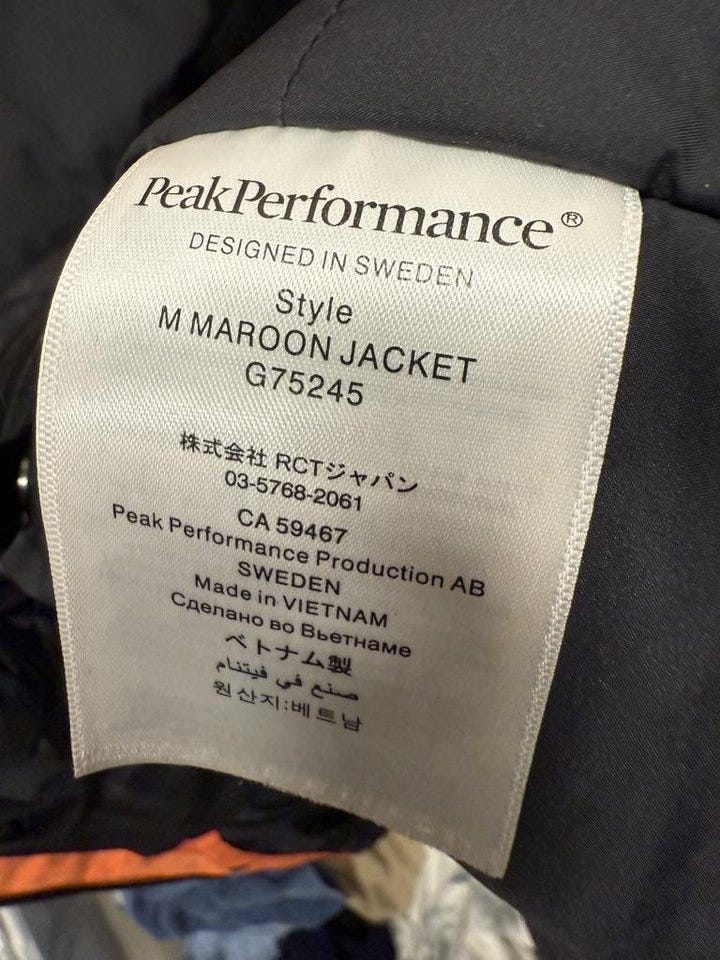 PeakPerformance®
DESIGNED IN SWEDEN
Style
M MAROON JACKET
G75245
株式会社 RCTジャパン
03-5768-2061
CA 59467
Peak Performance Production AB
SWEDEN
Made in VIETNAM
Сделано во Вьетнаме
ベトナム製
صنع في فيتنام
원산지:베트남